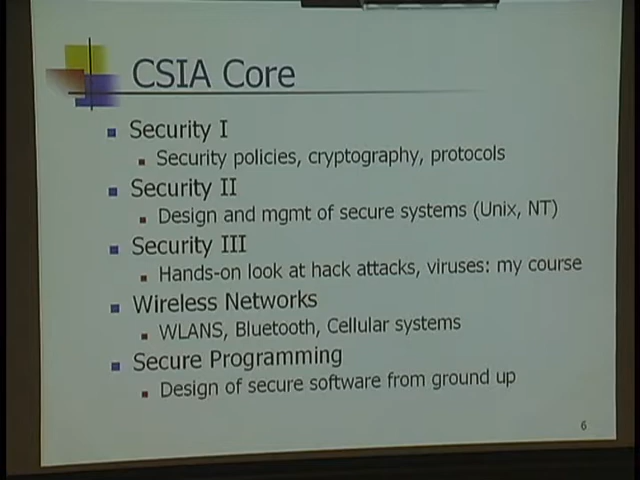 CSIA Core
Security I
Security policies, cryptography, protocols
Security II
Design and mgmt of secure systems (Unix, NT)
Security III
Hands-on look at hack attacks, viruses: my course
Wireless Networks
WLANS, Bluetooth, Cellular systems
Secure Programming
Design of secure software from ground up
6